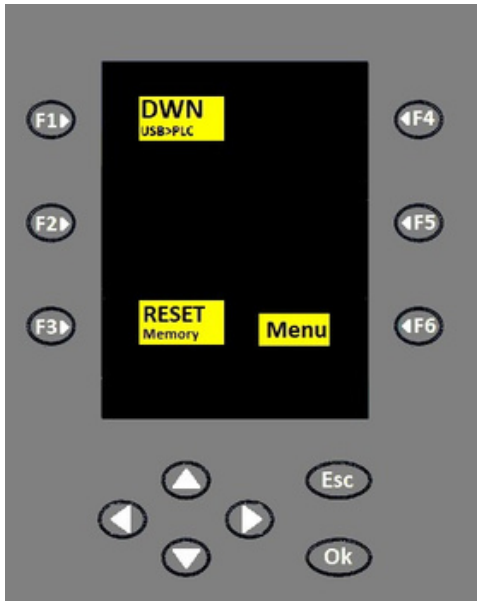 F1
DWN
USB>PLC
F4
F2
F5
F3
RESET
Memory
Menu
F6
Esc
Ok